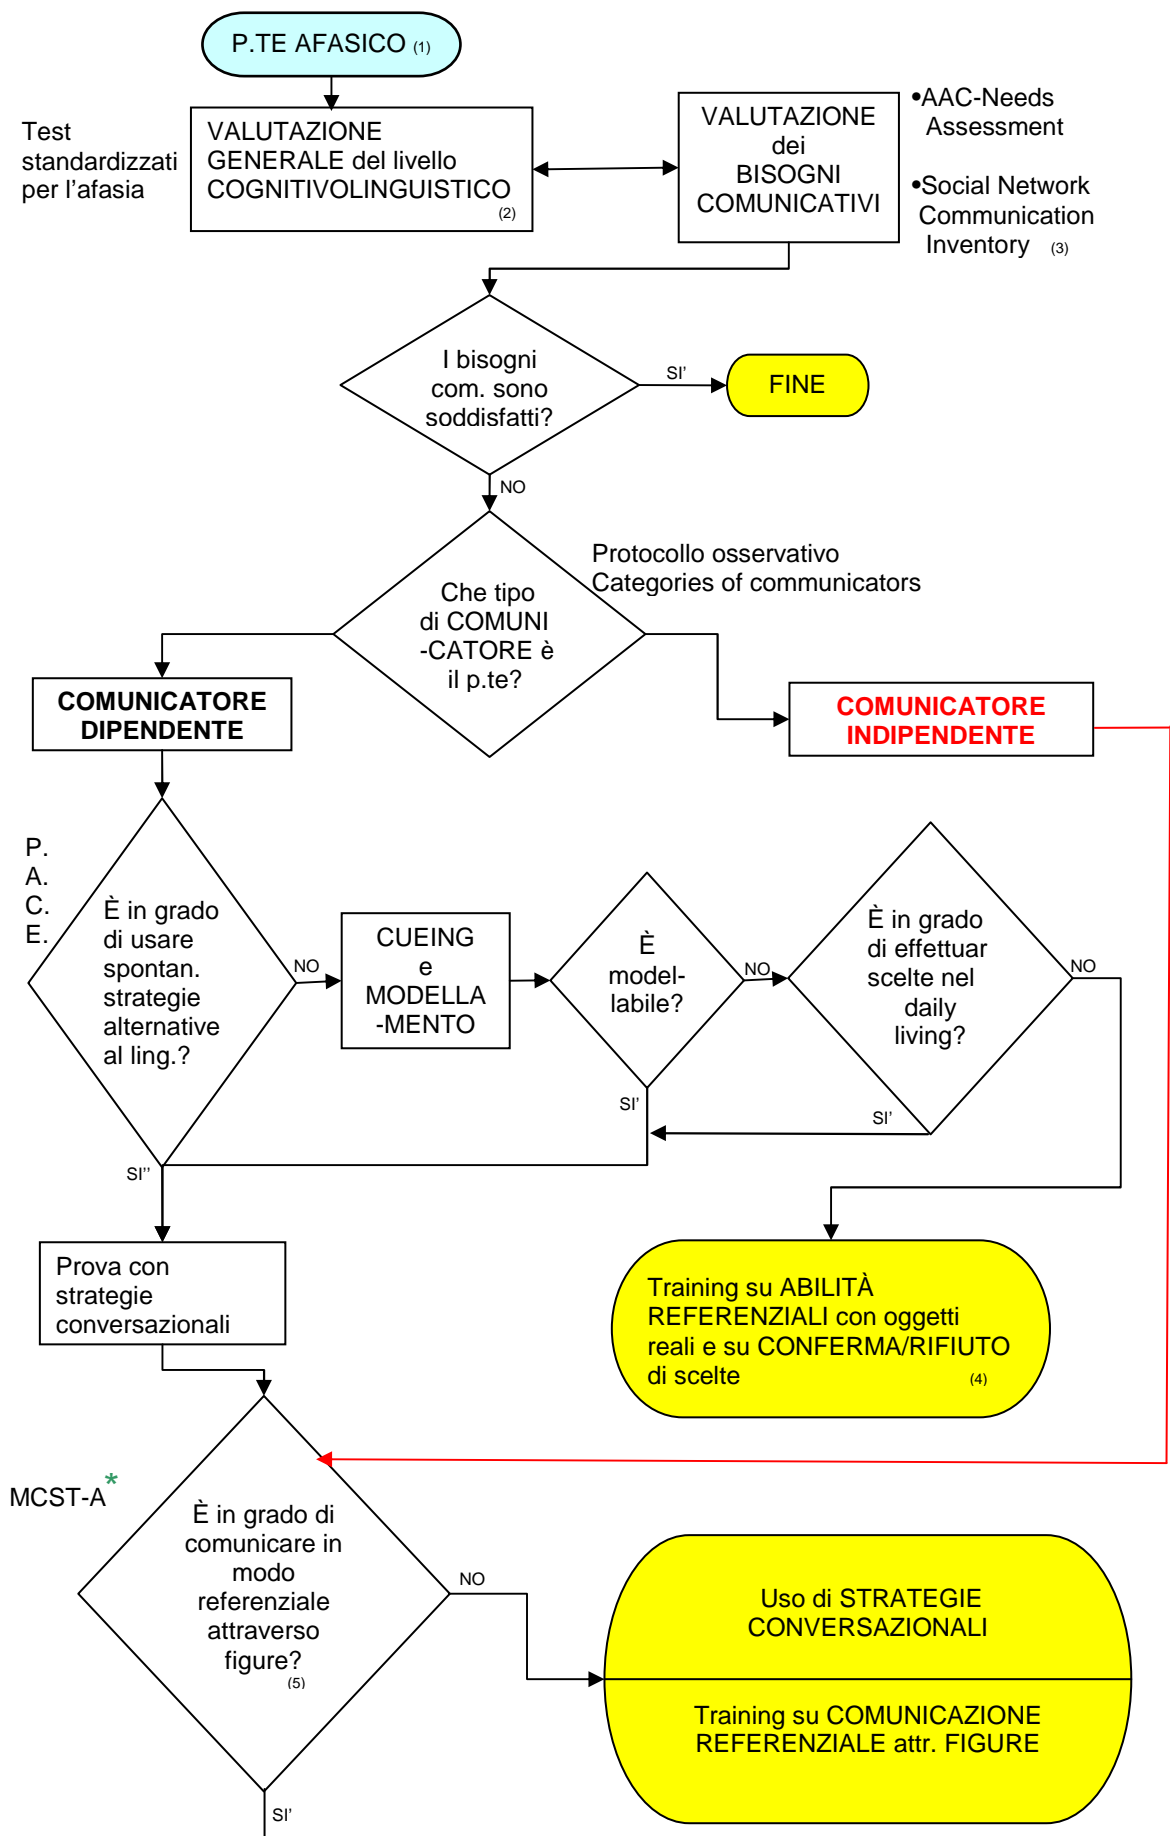 P.TE AFASICO (1)
Test
standardizzati
per l'afasia
VALUTAZIONE
GENERALE del livello
COGNITIVOLINGUISTICO
(2)
VALUTAZIONE
dei
BISOGNI
COMUNICATIVI
•AAC-Needs
Assessment
•Social Network
Communication
Inventory (3)
I bisogni
com. sono
soddisfatti?
SI'
FINE
NO
Protocollo osservativo
Categories of communicators
Che tipo
di COMUNI
-CATORE è
il p.te?
COMUNICATORE
DIPENDENTE
COMUNICATORE
INDIPENDENTE
P.
A.
C.
E.
È in grado
di usare
spontan.
strategie
alternative
al ling.?
NO
CUEING
e
MODELLA
-MENTO
È
model-
labile?
NO
È in grado
di effettuar
scelte nel
daily
living?
NO
SI'
SI'
SI''
Prova con
strategie
conversazionali
Training su ABILITÀ
REFERENZIALI con oggetti
reali e su CONFERMA/RIFIUTO
di scelte (4)
MCST-A*
È in grado di
comunicare in
modo
referenziale
attraverso
figure?
(5)
NO
Uso di STRATEGIE
CONVERSAZIONALI
Training su COMUNICAZIONE
REFERENZIALE attr. FIGURE
SI'